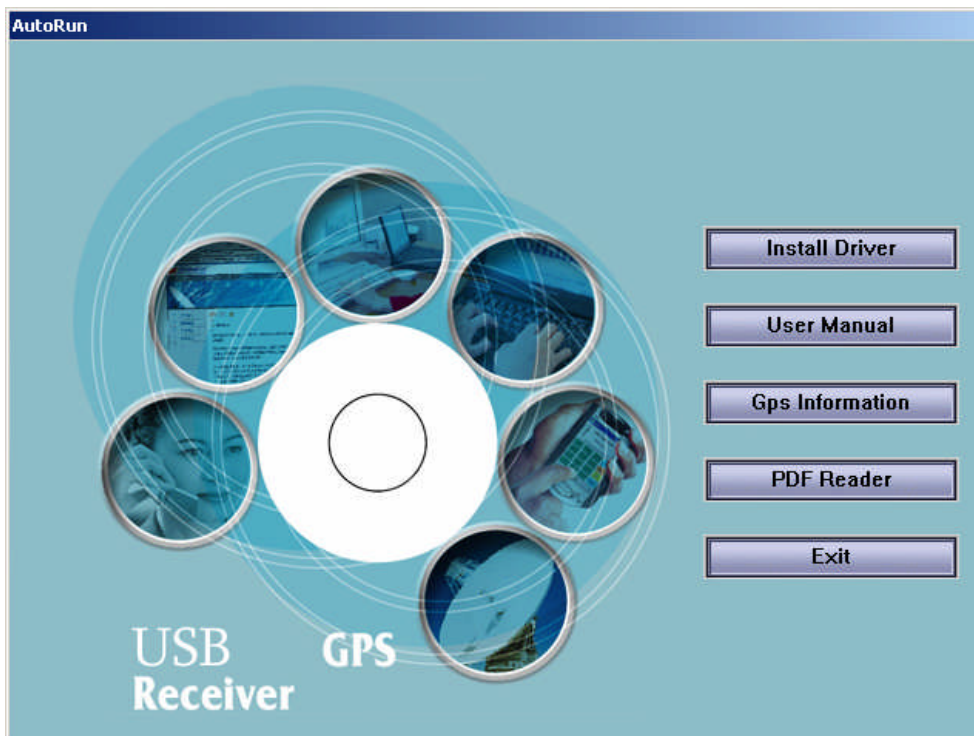 AutoRun
Install Driver
User Manual
Gps Information
PDF Reader
Exit
USB GPS
Receiver